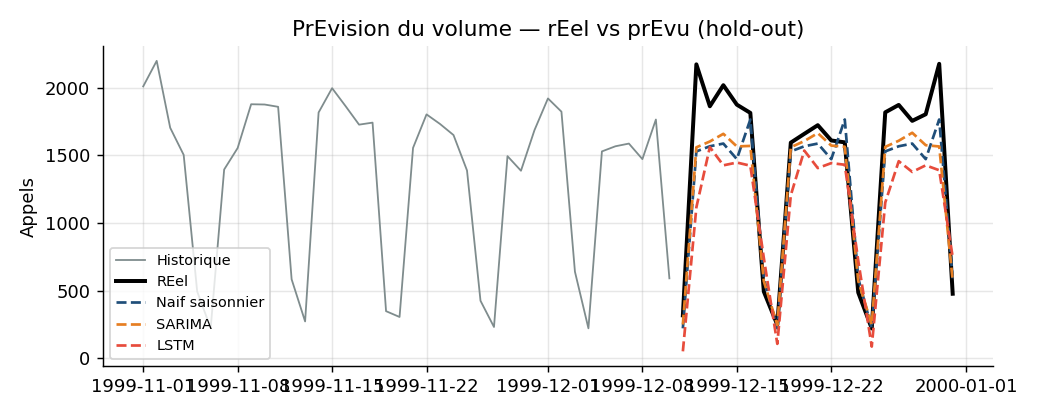 PrEvision du volume — rEel vs prEvu (hold-out)
Appels
2000
1500
1000
500
0
Historique
REel
Naif saisonnier
SARIMA
LSTM
1999-11-01 1999-11-08 1999-11-15 1999-11-22 1999-12-01 1999-12-08 1999-12-15 1999-12-22 2000-01-01